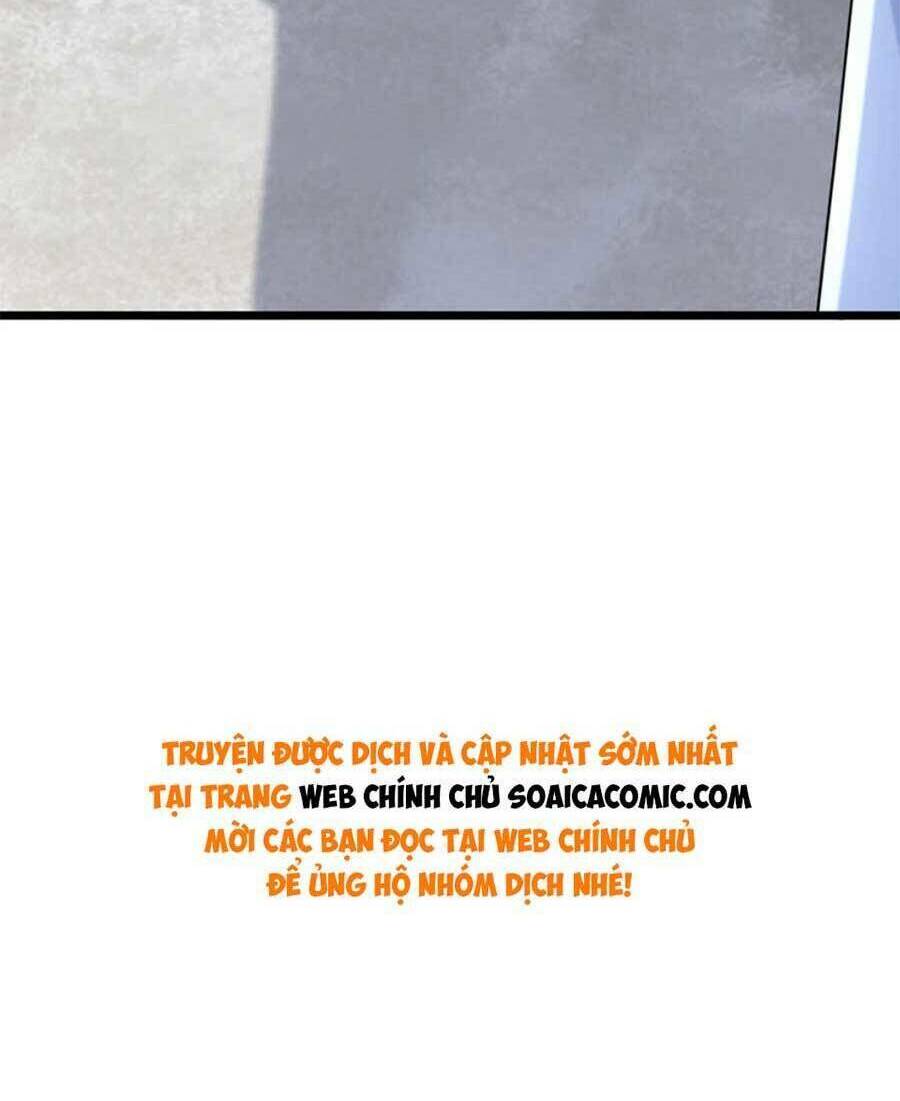 TRUYỆN ĐƯỢC DỊCH VÀ CẬP NHẬT SỚM NHẤT
TẠI TRANG WEB CHÍNH CHỦ SOAICACOMIC.COM
MỜI CÁC BẠN ĐỌC TẠI WEB CHÍNH CHỦ
ĐỂ ỦNG HỘ NHÓM DỊCH NHÉ!